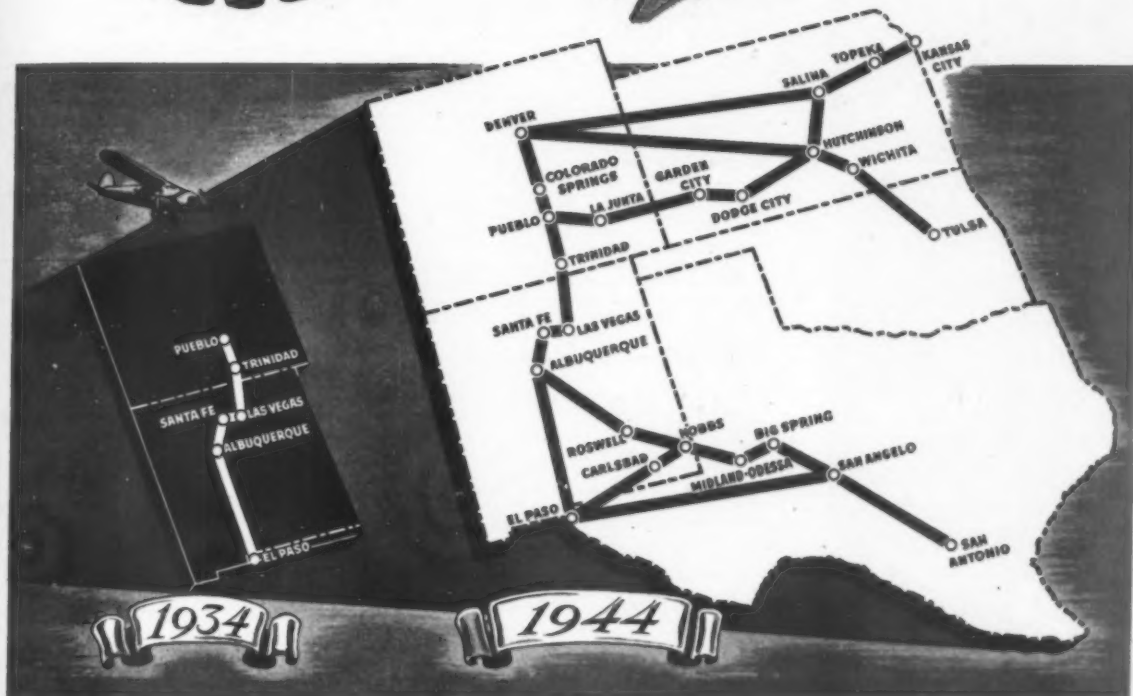 TOPEKA
KANSAS
CITY
SALINA
DENVER
HUTCHINSON
WICHITA
COLORADO
SPRINGS
GARDEN
CITY
LA JUNTA
DODGE CITY
PUEBLO
TULSA
TRINIDAD
SANTA FE
LAS VEGAS
ALBUQUERQUE
ROSWELL
HOBBS
BIG SPRING
CARLSBAD
MIDLAND-ODESSA
SAN ANGELO
EL PASO
SAN
ANTONIO
PUEBLO
TRINIDAD
SANTA FE
LAS VEGAS
ALBUQUERQUE
EL PASO
1934
1944